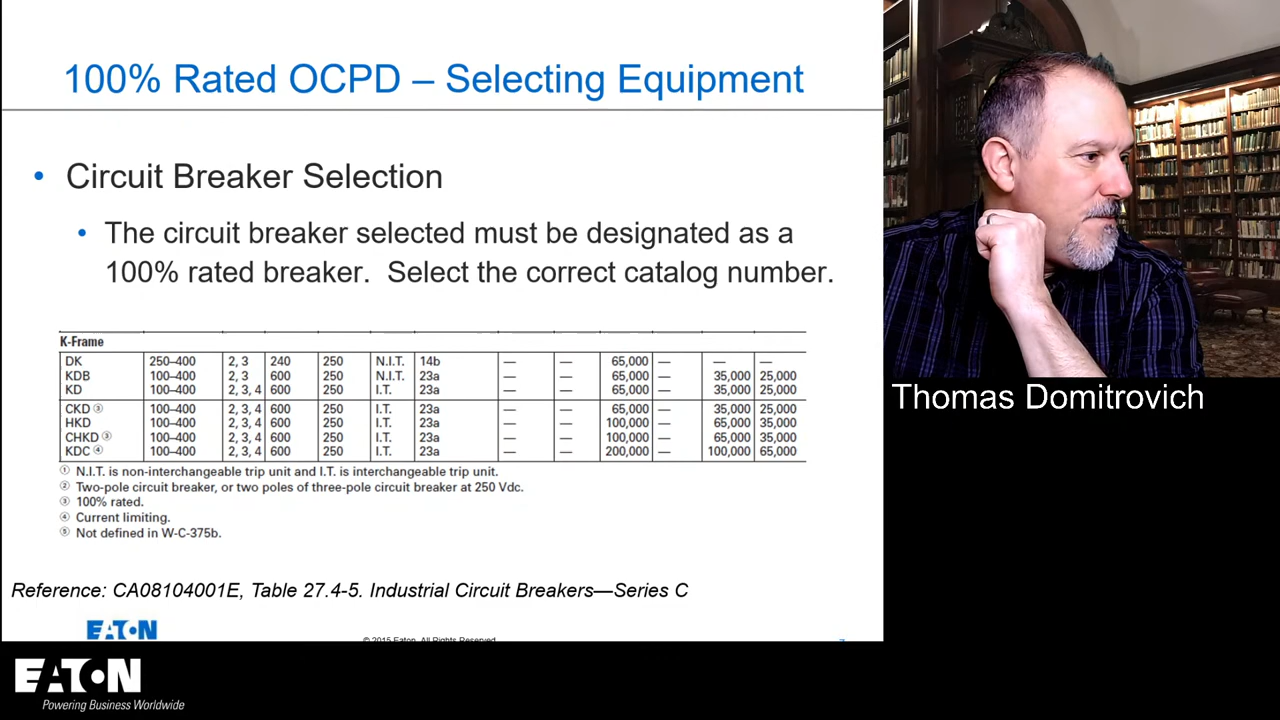 100% Rated OCPD – Selecting Equipment
• Circuit Breaker Selection
• The circuit breaker selected must be designated as a
100% rated breaker. Select the correct catalog number.
K-Frame
DK 250–400 2, 3 240 250 N.I.T. 14b — — 65,000 — — —
KDB 100–400 2, 3 600 250 N.I.T. 23a — — 65,000 — 35,000 25,000
KD 100–400 2, 3, 4 600 250 I.T. 23a — — 65,000 — 35,000 25,000
CKD ③ 100–400 2, 3, 4 600 250 I.T. 23a — — 65,000 — 35,000 25,000
HKD 100–400 2, 3, 4 600 250 I.T. 23a — — 100,000 — 65,000 35,000
CHKD ③ 100–400 2, 3, 4 600 250 I.T. 23a — — 100,000 — 65,000 35,000
KDC ④ 100–400 2, 3, 4 600 250 I.T. 23a — — 200,000 — 100,000 65,000
① N.I.T. is non-interchangeable trip unit and I.T. is interchangeable trip unit.
② Two-pole circuit breaker, or two poles of three-pole circuit breaker at 250 Vdc.
③ 100% rated.
④ Current limiting.
⑤ Not defined in W-C-375b.
Reference: CA08104001E, Table 27.4-5. Industrial Circuit Breakers—Series C
EATON
© 2015 Eaton. All Rights Reserved
Thomas Domitrovich
EATON
Powering Business Worldwide